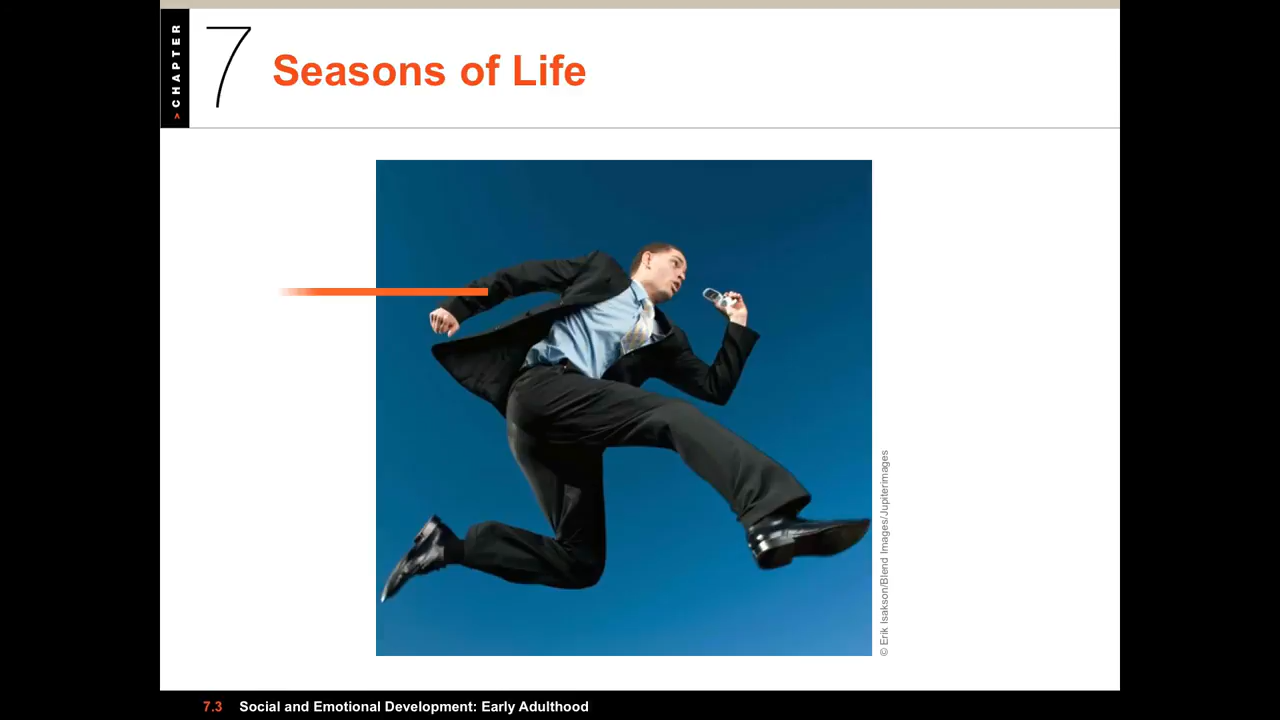 > CHAPTER
7
Seasons of Life
© Erik Isakson/Blend Images/Jupiterimages
7.3 Social and Emotional Development: Early Adulthood